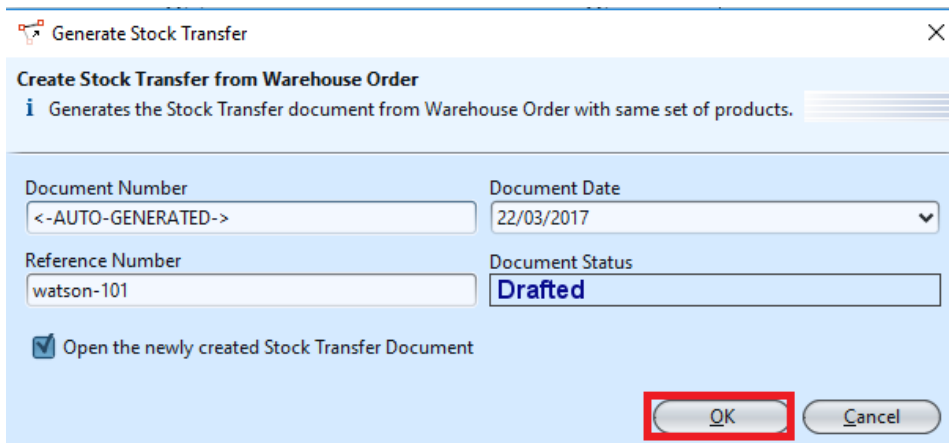 Generate Stock Transfer
Create Stock Transfer from Warehouse Order
i Generates the Stock Transfer document from Warehouse Order with same set of products.
Document Number
Document Date
<-AUTO-GENERATED->
22/03/2017
Reference Number
Document Status
watson-101
Drafted
Open the newly created Stock Transfer Document
OK
Cancel